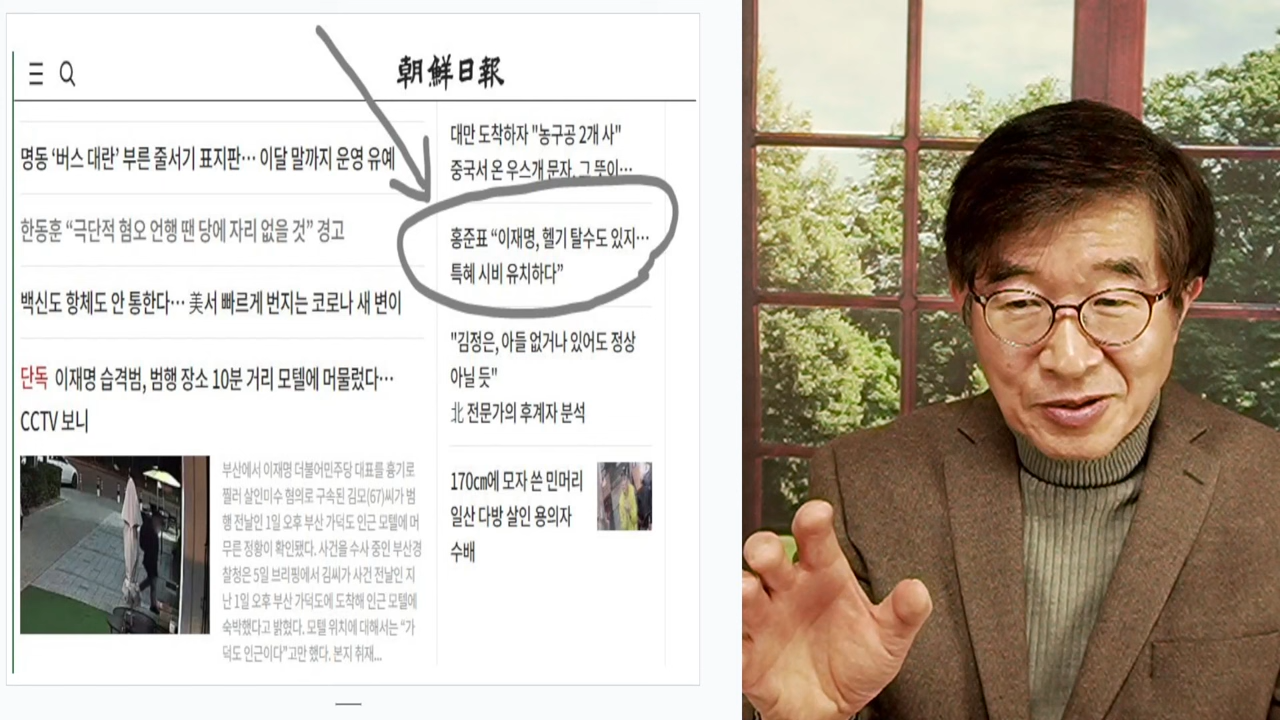 朝鮮日報
명동 ‘버스 대란’ 부른 줄서기 표지판… 이달 말까지 운영 유예
한동훈 “극단적 혐오 언행 땐 당에 자리 없을 것” 경고
백신도 항체도 안 통한다… 美서 빠르게 번지는 코로나 새 변이
단독 이재명 습격범, 범행 장소 10분 거리 모텔에 머물렀다…
CCTV 보니
부산에서 이재명 더불어민주당 대표를 흉기로
찔러 살인미수 혐의로 구속된 김모(67)씨가 범
행 전날인 1일 오후 부산 가덕도 인근 모텔에 머
무른 정황이 확인됐다. 사건을 수사 중인 부산경
찰청은 5일 브리핑에서 김씨가 사건 전날인 지
난 1일 오후 부산 가덕도에 도착해 인근 모텔에
숙박했다고 밝혔다. 모텔 위치에 대해서는 “가
덕도 인근이다”고만 했다. 본지 취재...
대만 도착하자 "농구공 2개 사"
중국서 온 우스개 문자, 그 뜻이…
홍준표 “이재명, 헬기 탈수도 있지…
특혜 시비 유치하다”
"김정은, 아들 없거나 있어도 정상
아닐 듯"
北 전문가의 후계자 분석
170㎝에 모자 쓴 민머리
일산 다방 살인 용의자
수배